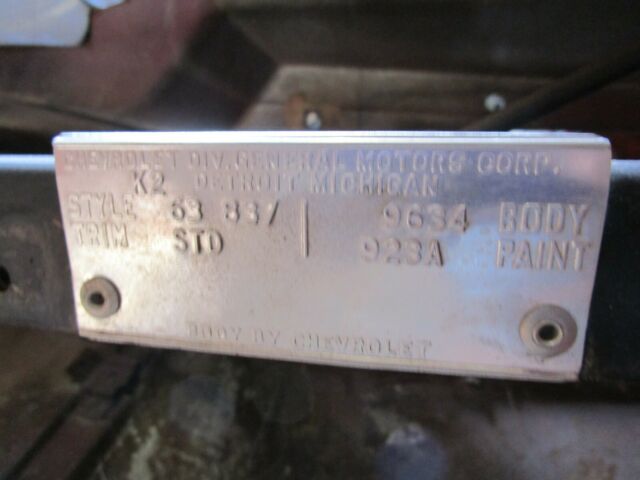 CHEVROLET DIV. GENERAL MOTORS CORP.
K2 DETROIT MICHIGAN
STYLE 63 837 9634 BODY
TRIM STD 923A PAINT
BODY BY CHEVROLET